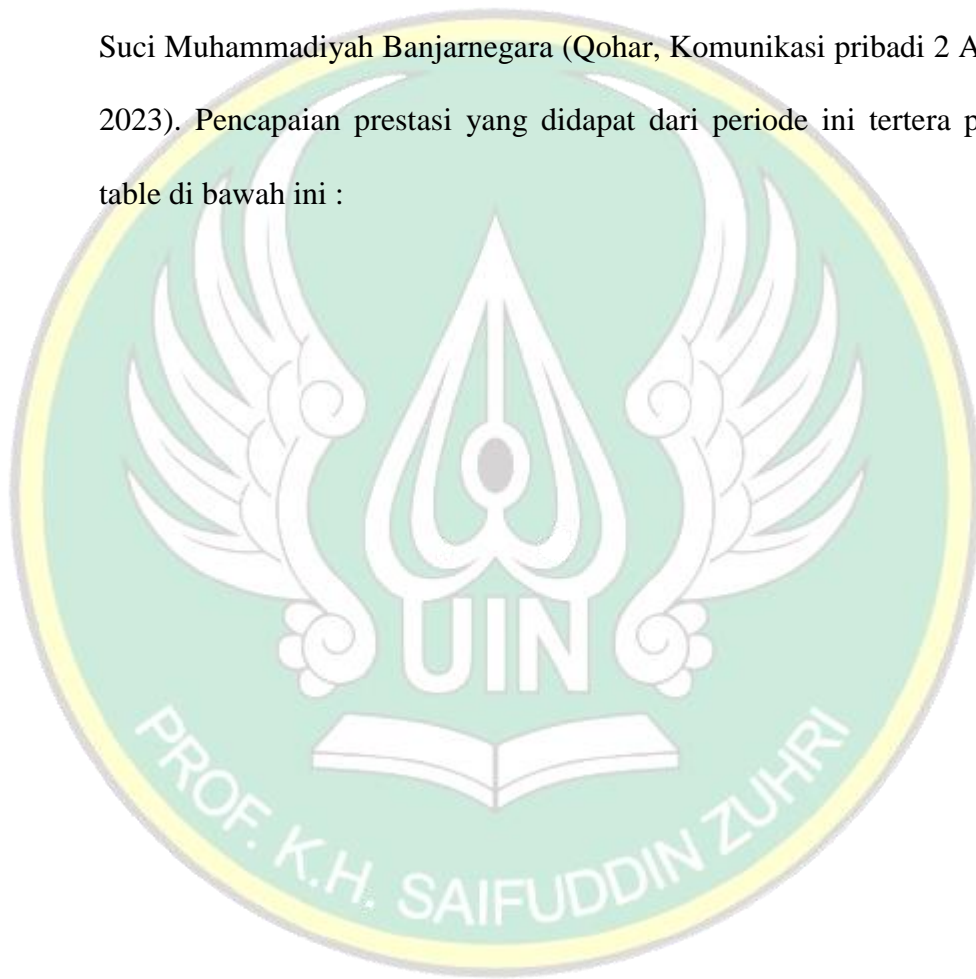 Suci Muhammadiyah Banjarnegara (Qohar, Komunikasi pribadi 2 A
2023). Pencapaian prestasi yang didapat dari periode ini tertera p
table di bawah ini :
UIN
PROF. K.H. SAIFUDDIN ZUHRI